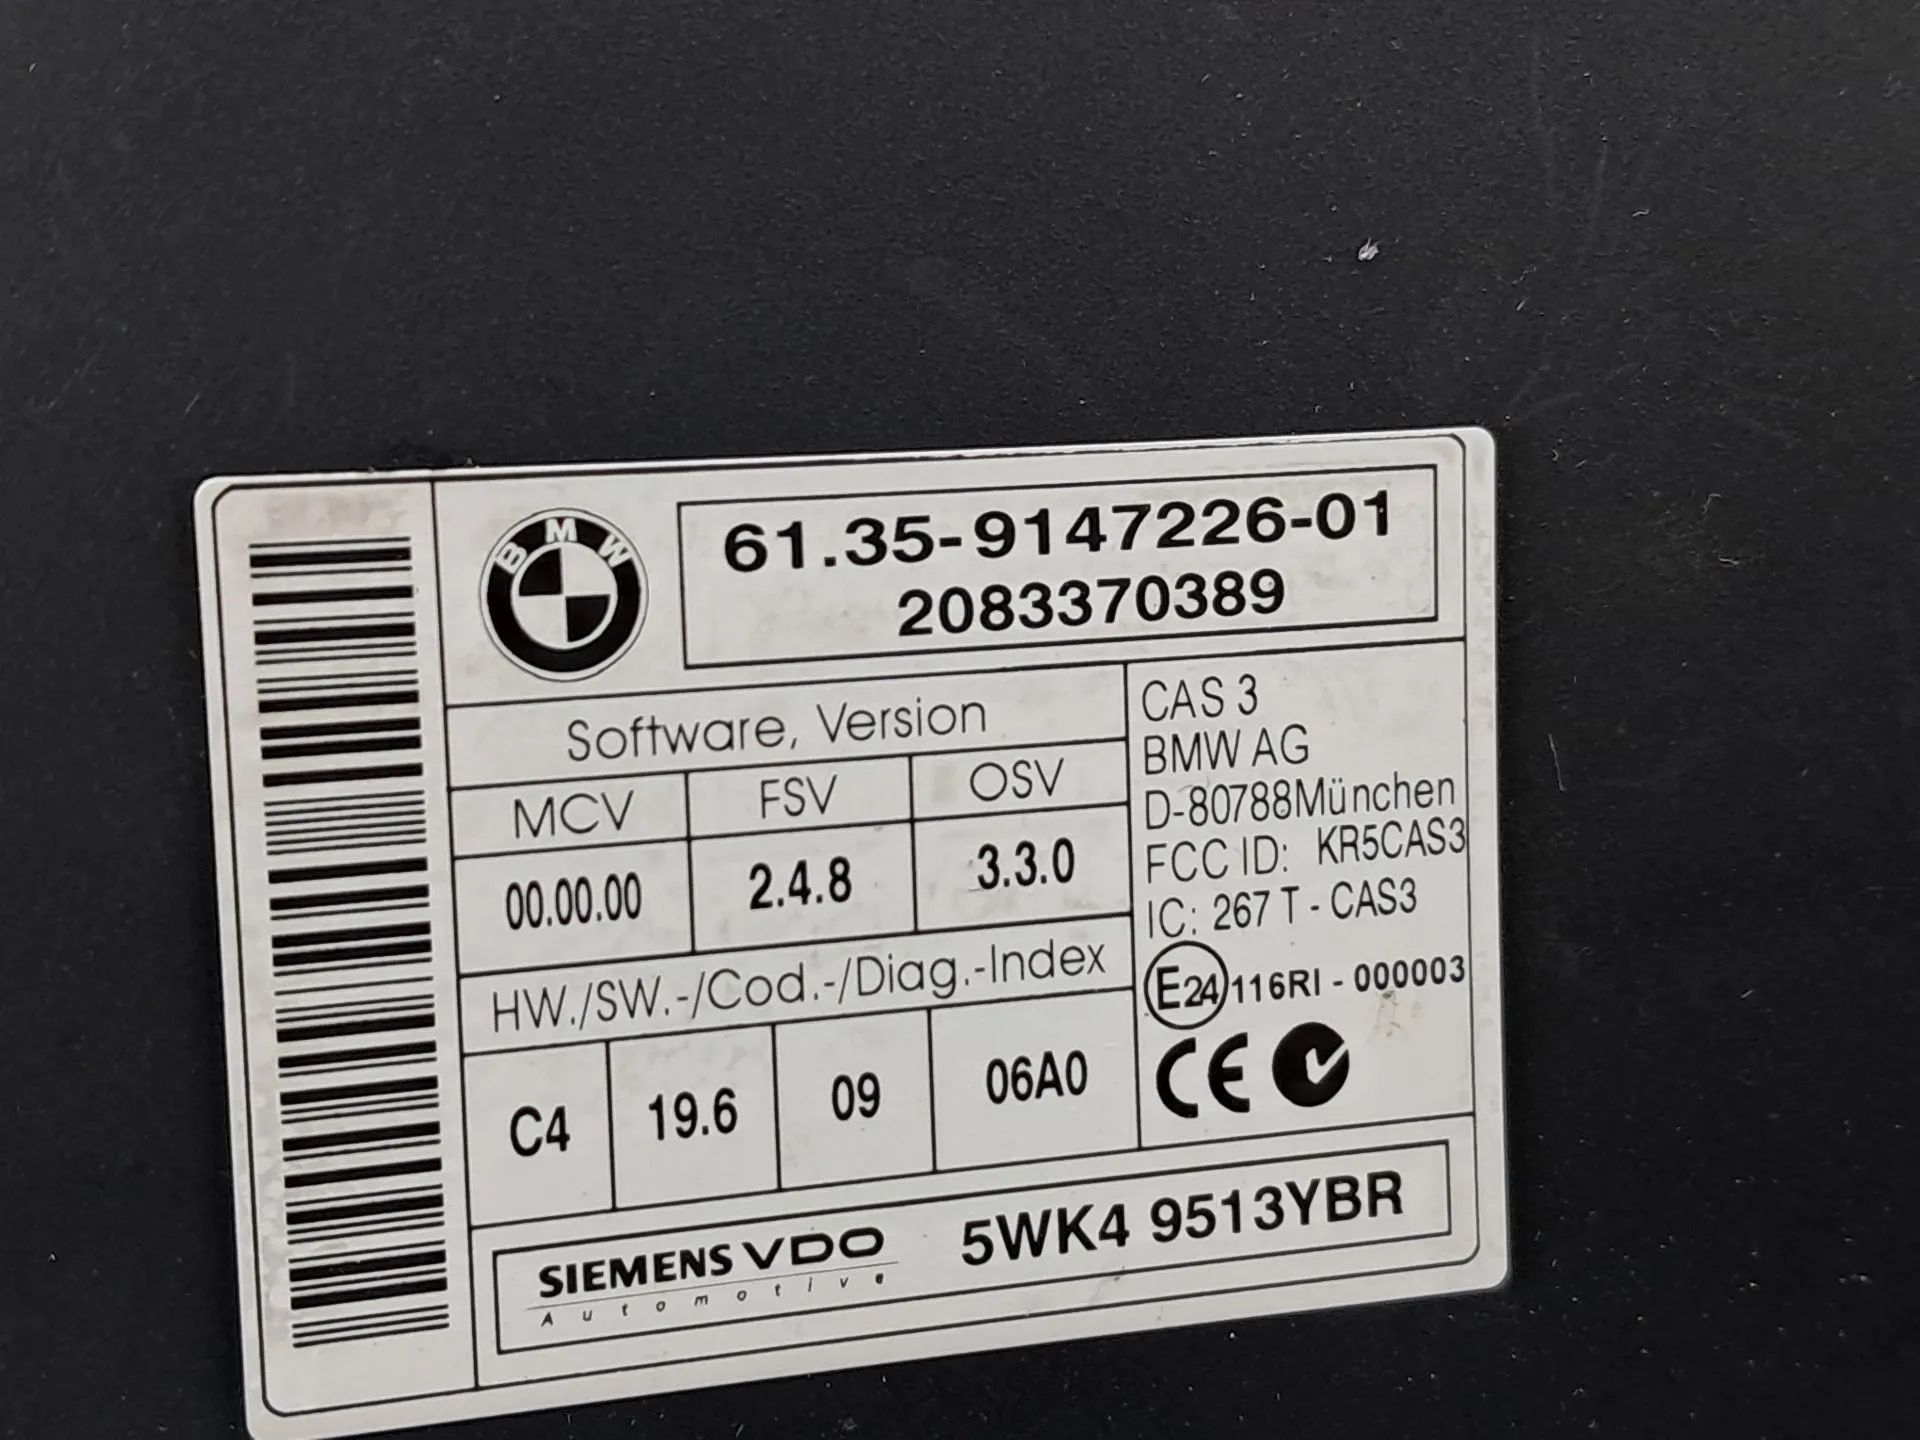 BMW
61.35-9147226-01
2083370389
Software, Version
MCV FSV OSV
00.00.00 2.4.8 3.3.0
HW./SW.-/Cod.-/Diag.-Index
C4 19.6 09 06A0
CAS 3
BMW AG
D-80788München
FCC ID: KR5CAS3
IC: 267 T - CAS3
E24 116RI - 000003
CE
SIEMENS VDO
Automotive
5WK4 9513YBR